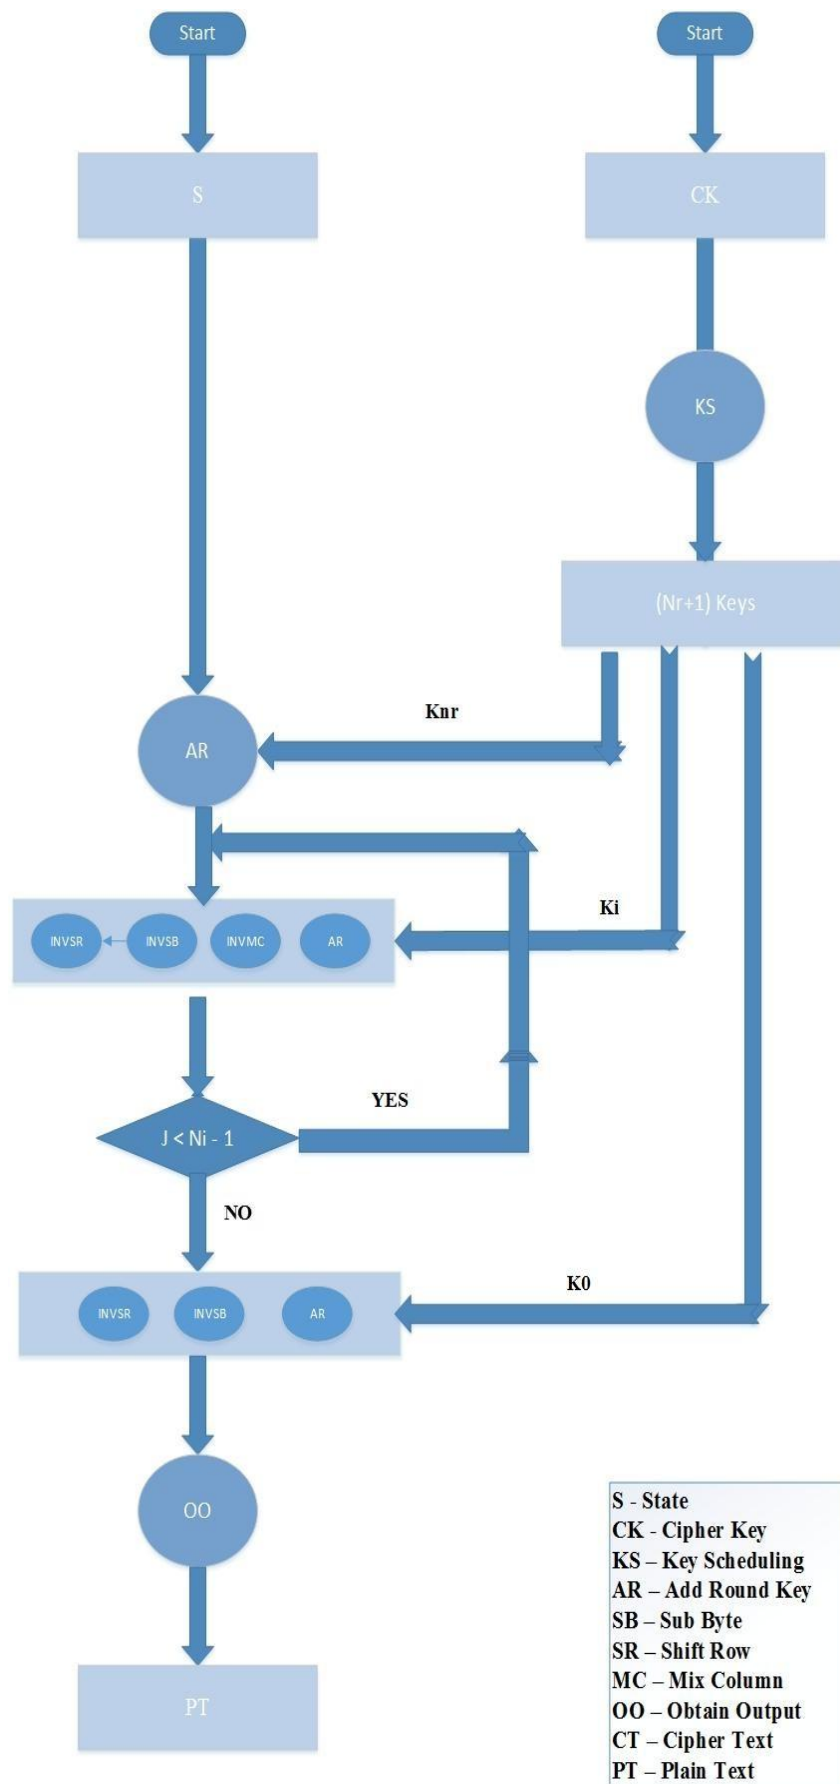 Start
Start
S
CK
KS
(Nr+1) Keys
Knr
AR
Ki
INVSR
INVSB
INVMC
AR
YES
J < Ni - 1
NO
K0
INVSR
INVSB
AR
OO
PT
S - State
CK - Cipher Key
KS – Key Scheduling
AR – Add Round Key
SB – Sub Byte
SR – Shift Row
MC – Mix Column
OO – Obtain Output
CT – Cipher Text
PT – Plain Text